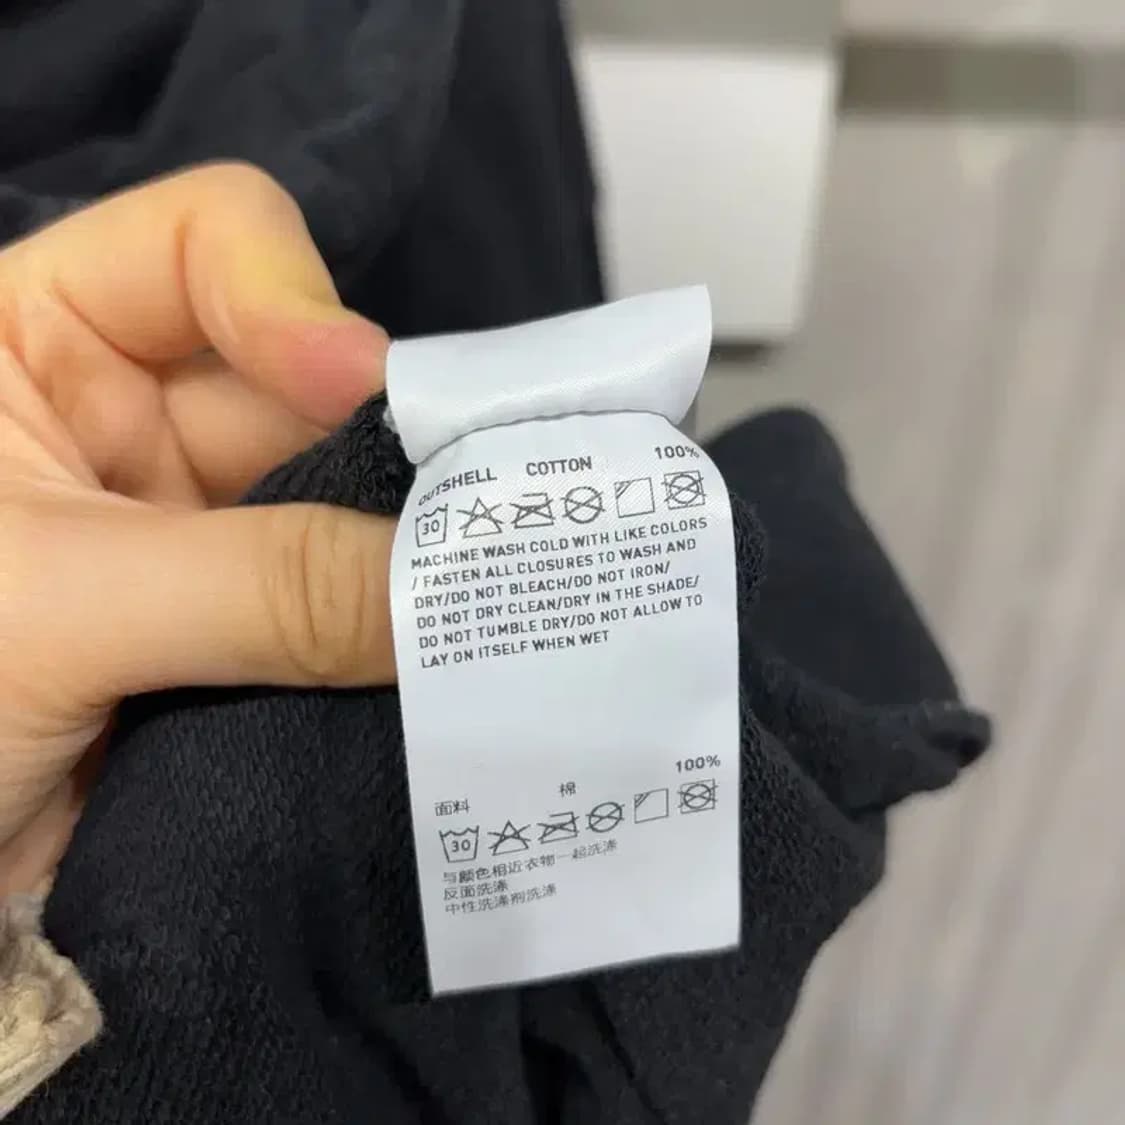 OUTSHELL COTTON 100%
30
MACHINE WASH COLD WITH LIKE COLORS
/ FASTEN ALL CLOSURES TO WASH AND
DRY/DO NOT BLEACH/DO NOT IRON/
DO NOT DRY CLEAN/DRY IN THE SHADE/
DO NOT TUMBLE DRY/DO NOT ALLOW TO
LAY ON ITSELF WHEN WET
面料 棉 100%
30
与颜色相近衣物一起洗涤
反面洗涤
中性洗涤剂洗涤